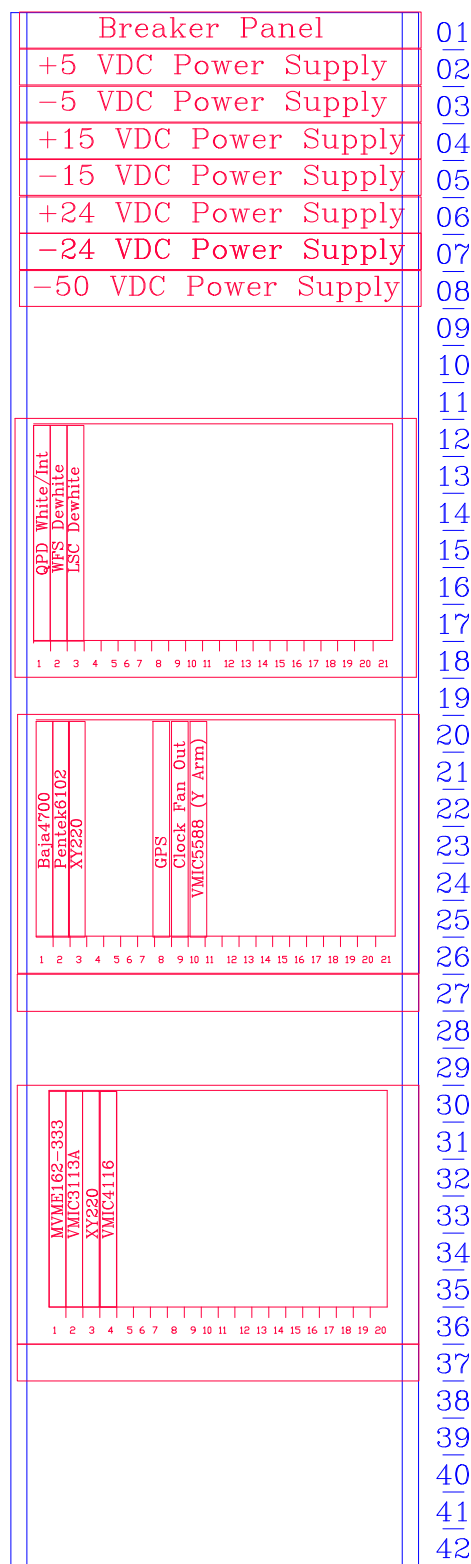 Breaker Panel 01
+5 VDC Power Supply 02
-5 VDC Power Supply 03
+15 VDC Power Supply 04
-15 VDC Power Supply 05
+24 VDC Power Supply 06
-24 VDC Power Supply 07
-50 VDC Power Supply 08
09
10
11
12
13
14
15
16
17
18
QPD White/Int
WFS Dewhite
LSC Dewhite
1 2 3 4 5 6 7 8 9 10 11 12 13 14 15 16 17 18 19 20 21
19
20
21
22
23
24
25
26
Baja4700
Pentek6102
XY220
GPS
Clock Fan Out
VMIC5588 (Y Arm)
1 2 3 4 5 6 7 8 9 10 11 12 13 14 15 16 17 18 19 20 21
27
28
29
30
31
32
33
34
35
36
MVME162-333
VMIC3113A
XY220
VMIC4116
1 2 3 4 5 6 7 8 9 10 11 12 13 14 15 16 17 18 19 20
37
38
39
40
41
42